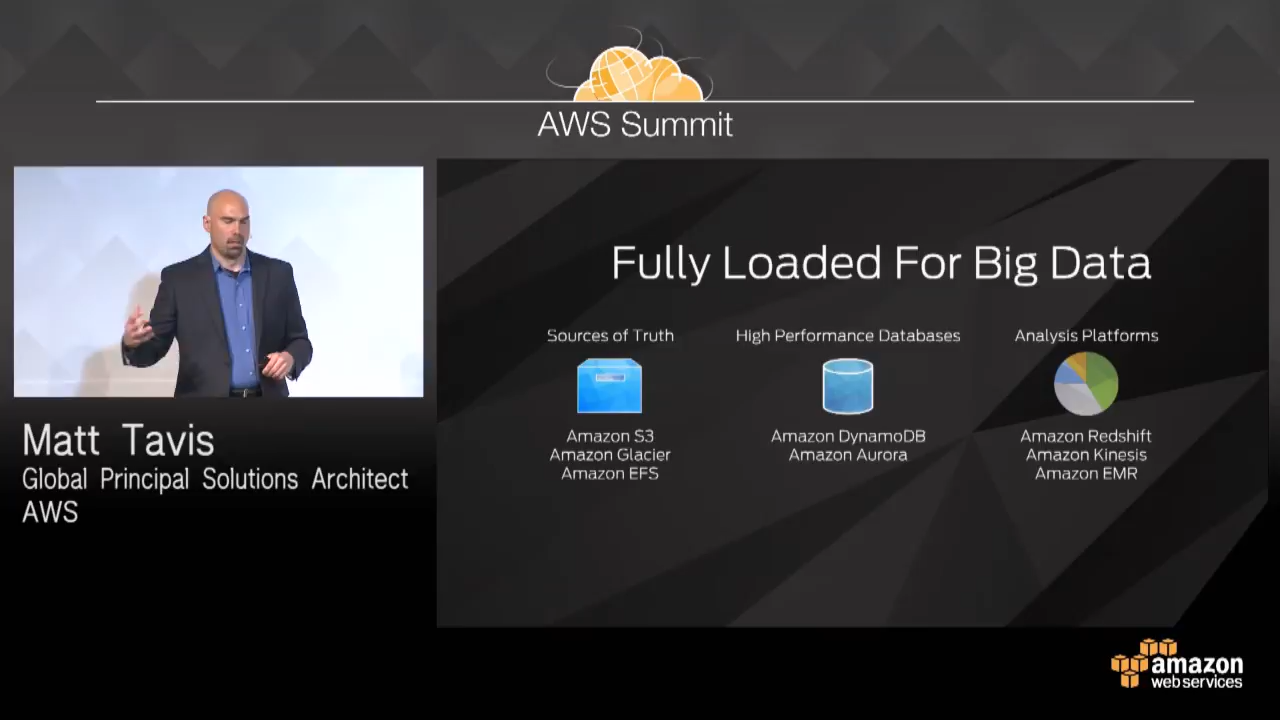 AWS Summit
Matt Tavis
Global Principal Solutions Architect
AWS
Fully Loaded For Big Data
Sources of Truth
Amazon S3
Amazon Glacier
Amazon EFS
High Performance Databases
Amazon DynamoDB
Amazon Aurora
Analysis Platforms
Amazon Redshift
Amazon Kinesis
Amazon EMR
amazon
web services